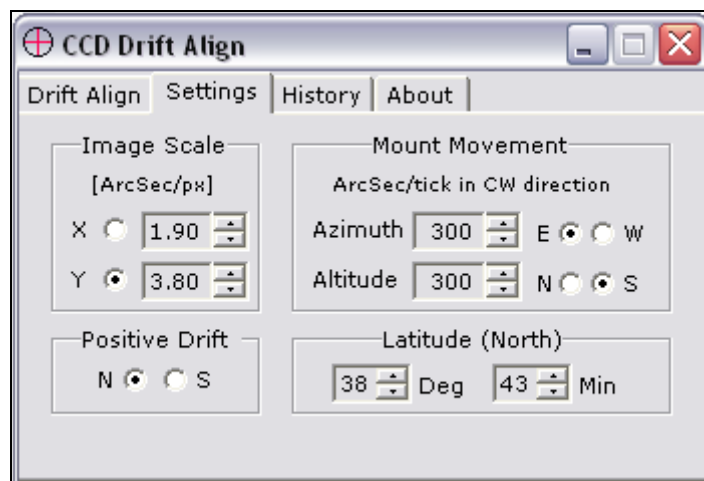 CCD Drift Align
Drift Align Settings History About
Image Scale
[ArcSec/px]
X 1.90
Y 3.80
Mount Movement
ArcSec/tick in CW direction
Azimuth 300 E W
Altitude 300 N S
Positive Drift
N S
Latitude (North)
38 Deg 43 Min